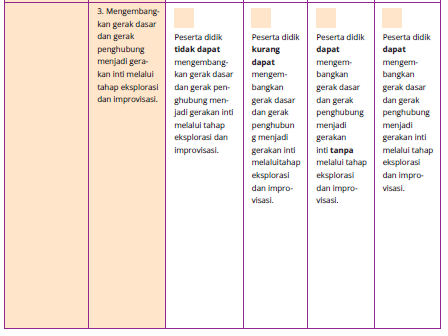 3. Mengembang-
kan gerak dasar
dan gerak
penghubung
menjadi gera-
kan inti melalui
tahap eksplorasi
dan improvisasi.
Peserta didik
tidak dapat
mengembang-
kan gerak dasar
dan gerak pen-
ghubung men-
jadi gerakan inti
melalui tahap
eksplorasi dan
improvisasi.
Peserta didik
kurang
dapat
mengem-
bangkan
gerak dasar
dan gerak
penghubun
g menjadi
gerakan inti
melaluitahap
eksplorasi
dan impro-
visasi.
Peserta didik
dapat
mengem-
bangkan
gerak dasar
dan gerak
penghubung
menjadi
gerakan
inti tanpa
melalui tahap
eksplorasi
dan impro-
visasi.
Peserta didik
dapat
mengem-
bangkan
gerak dasar
dan gerak
penghubung
menjadi
gerakan inti
melalui tahap
eksplorasi
dan impro-
visasi.